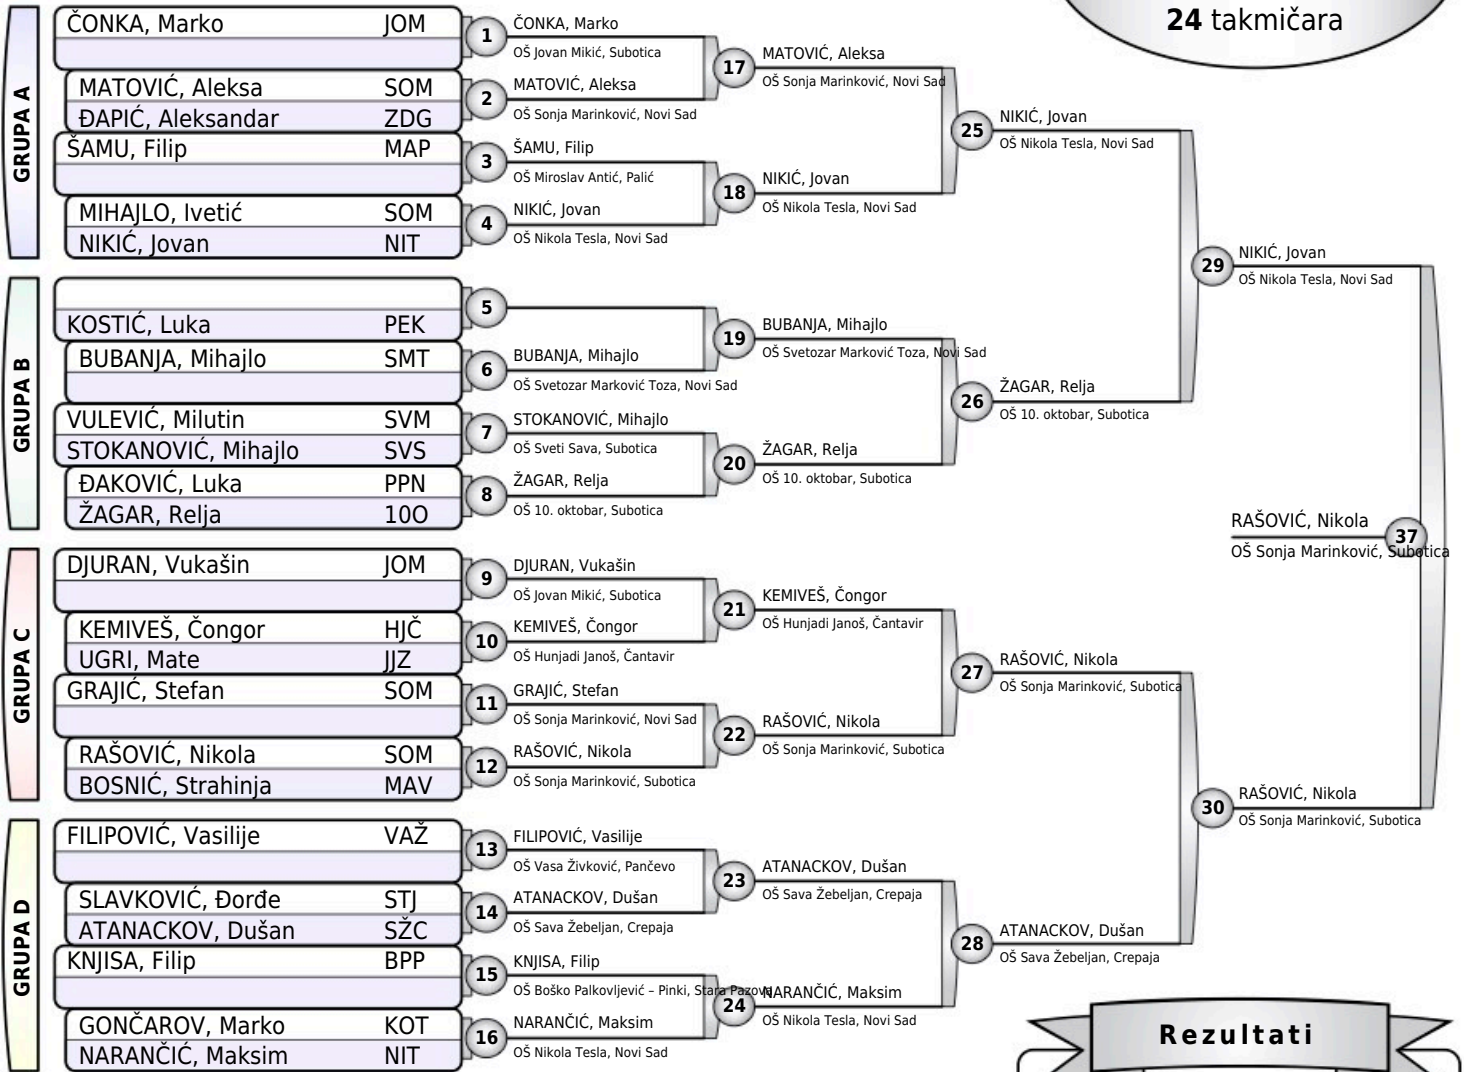 24 takmičara
GRUPA A
ČONKA, Marko JOM
MATOVIĆ, Aleksa SOM
ĐAPIĆ, Aleksandar ZDG
ŠAMU, Filip MAP
MIHAJLO, Ivetić SOM
NIKIĆ, Jovan NIT
GRUPA B
KOSTIĆ, Luka PEK
BUBANJA, Mihajlo SMT
VULEVIĆ, Milutin SVM
STOKANOVIĆ, Mihajlo SVS
ĐAKOVIĆ, Luka PPN
ŽAGAR, Relja 10O
GRUPA C
DJURAN, Vukašin JOM
KEMIVEŠ, Čongor HJČ
UGRI, Mate JJZ
GRAJIĆ, Stefan SOM
RAŠOVIĆ, Nikola SOM
BOSNIĆ, Strahinja MAV
GRUPA D
FILIPOVIĆ, Vasilije VAŽ
SLAVKOVIĆ, Đorđe STJ
ATANACKOV, Dušan SŽC
KNJISA, Filip BPP
GONČAROV, Marko KOT
NARANČIĆ, Maksim NIT
1
ČONKA, Marko
OŠ Jovan Mikić, Subotica
2
MATOVIĆ, Aleksa
OŠ Sonja Marinković, Novi Sad
3
ŠAMU, Filip
OŠ Miroslav Antić, Palić
4
NIKIĆ, Jovan
OŠ Nikola Tesla, Novi Sad
5
6
BUBANJA, Mihajlo
OŠ Svetozar Marković Toza, Novi Sad
7
STOKANOVIĆ, Mihajlo
OŠ Sveti Sava, Subotica
8
ŽAGAR, Relja
OŠ 10. oktobar, Subotica
9
DJURAN, Vukašin
OŠ Jovan Mikić, Subotica
10
KEMIVEŠ, Čongor
OŠ Hunjadi Janoš, Čantavir
11
GRAJIĆ, Stefan
OŠ Sonja Marinković, Novi Sad
12
RAŠOVIĆ, Nikola
OŠ Sonja Marinković, Subotica
13
FILIPOVIĆ, Vasilije
OŠ Vasa Živković, Pančevo
14
ATANACKOV, Dušan
OŠ Sava Žebeljan, Crepaja
15
KNJISA, Filip
OŠ Boško Palkovljević – Pinki, Stara Pazova
16
NARANČIĆ, Maksim
OŠ Nikola Tesla, Novi Sad
17
MATOVIĆ, Aleksa
OŠ Sonja Marinković, Novi Sad
18
NIKIĆ, Jovan
OŠ Nikola Tesla, Novi Sad
19
BUBANJA, Mihajlo
OŠ Svetozar Marković Toza, Novi Sad
20
ŽAGAR, Relja
OŠ 10. oktobar, Subotica
21
KEMIVEŠ, Čongor
OŠ Hunjadi Janoš, Čantavir
22
RAŠOVIĆ, Nikola
OŠ Sonja Marinković, Subotica
23
ATANACKOV, Dušan
OŠ Sava Žebeljan, Crepaja
24
NARANČIĆ, Maksim
OŠ Nikola Tesla, Novi Sad
25
NIKIĆ, Jovan
OŠ Nikola Tesla, Novi Sad
26
ŽAGAR, Relja
OŠ 10. oktobar, Subotica
27
RAŠOVIĆ, Nikola
OŠ Sonja Marinković, Subotica
28
ATANACKOV, Dušan
OŠ Sava Žebeljan, Crepaja
29
NIKIĆ, Jovan
OŠ Nikola Tesla, Novi Sad
30
RAŠOVIĆ, Nikola
OŠ Sonja Marinković, Subotica
37
RAŠOVIĆ, Nikola
OŠ Sonja Marinković, Subotica
Rezultati